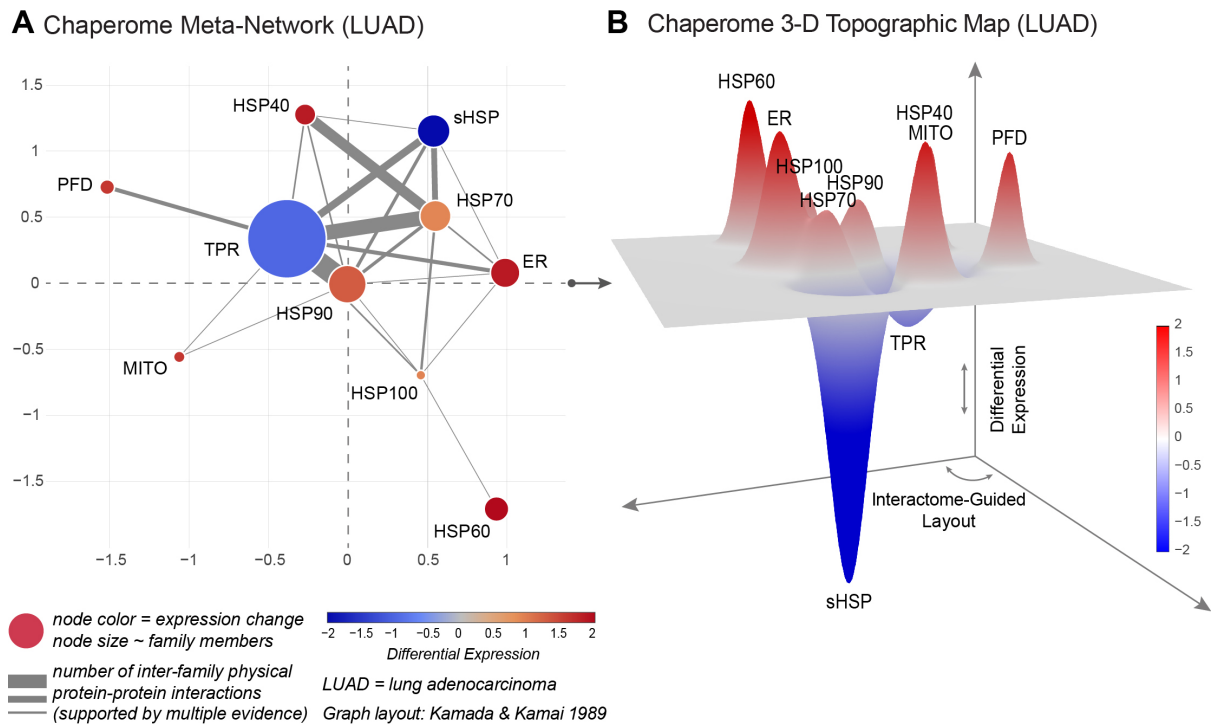 A Chaperome Meta-Network (LUAD)
1.5
1
0.5
0
−0.5
−1
−1.5
−1.5
−1
−0.5
0
0.5
1
HSP40
sHSP
PFD
HSP70
TPR
ER
HSP90
MITO
HSP100
HSP60
node color = expression change
node size ~ family members
number of inter-family physical
protein-protein interactions
(supported by multiple evidence)
−2 −1.5 −1 −0.5 0 0.5 1 1.5 2
Differential Expression
LUAD = lung adenocarcinoma
Graph layout: Kamada & Kamai 1989
B Chaperome 3-D Topographic Map (LUAD)
HSP60
ER
HSP40
MITO
PFD
HSP100
HSP90
HSP70
TPR
sHSP
Differential
Expression
Interactome-Guided
Layout
2
1.5
1
0.5
0
−0.5
−1
−1.5
−2